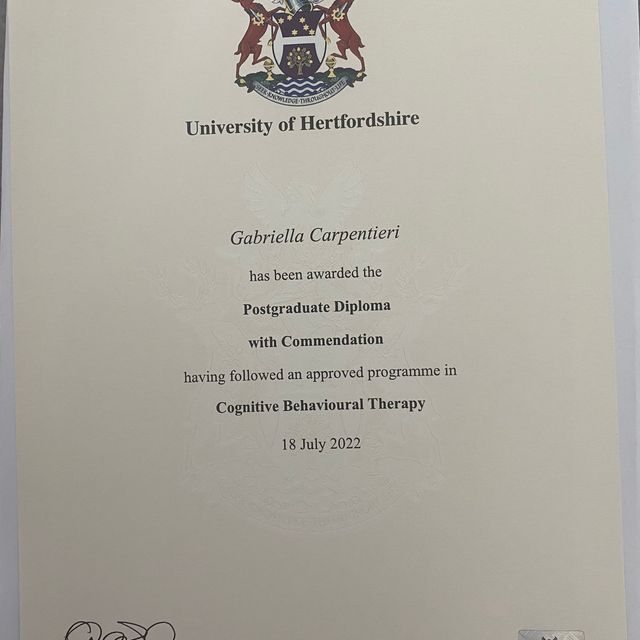 SEEK·KNOWLEDGE·THROUGHOUT·LIFE
University of Hertfordshire
Gabriella Carpentieri
has been awarded the
Postgraduate Diploma
with Commendation
having followed an approved programme in
Cognitive Behavioural Therapy
18 July 2022